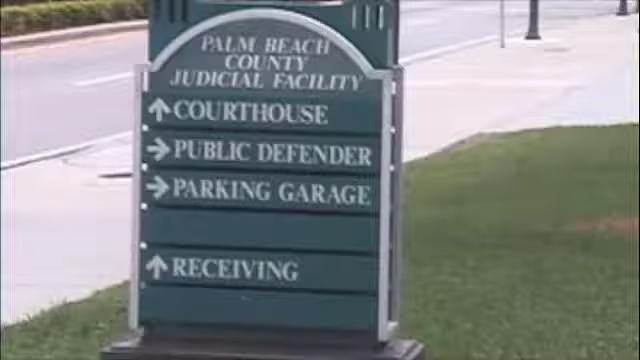 PALM BEACH
COUNTY
JUDICIAL FACILITY
↑ COURTHOUSE
→ PUBLIC DEFENDER
→ PARKING GARAGE
↑ RECEIVING